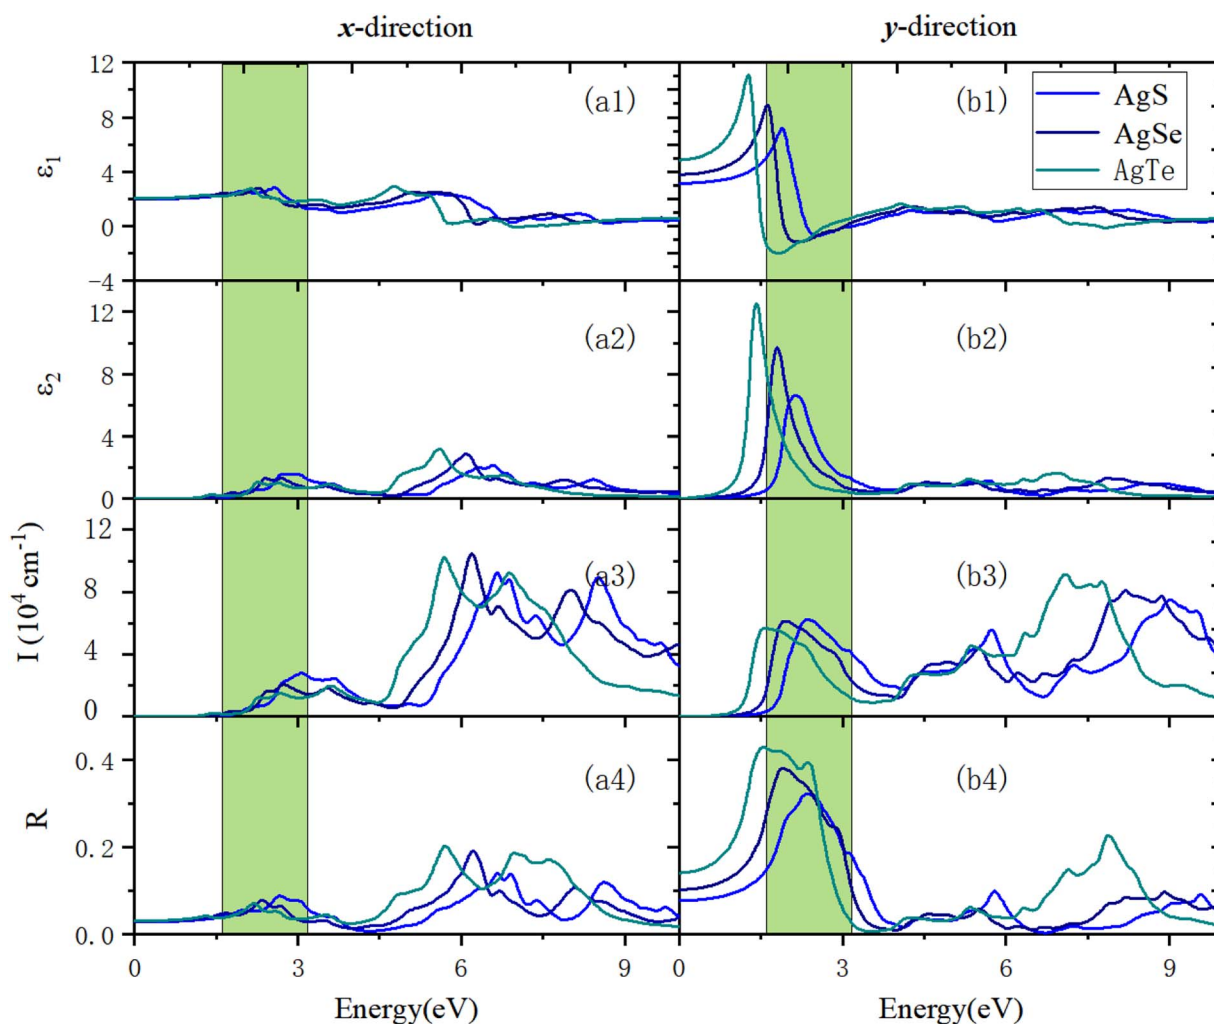 x-direction
y-direction
12
8
4
0
-4
ε1
(a1)
(b1)
AgS
AgSe
AgTe
12
8
4
0
ε2
(a2)
(b2)
12
8
4
0
I (10⁴ cm⁻¹)
(a3)
(b3)
0.4
0.2
0.0
R
(a4)
(b4)
0
3
6
9
0
3
6
9
Energy(eV)
Energy(eV)